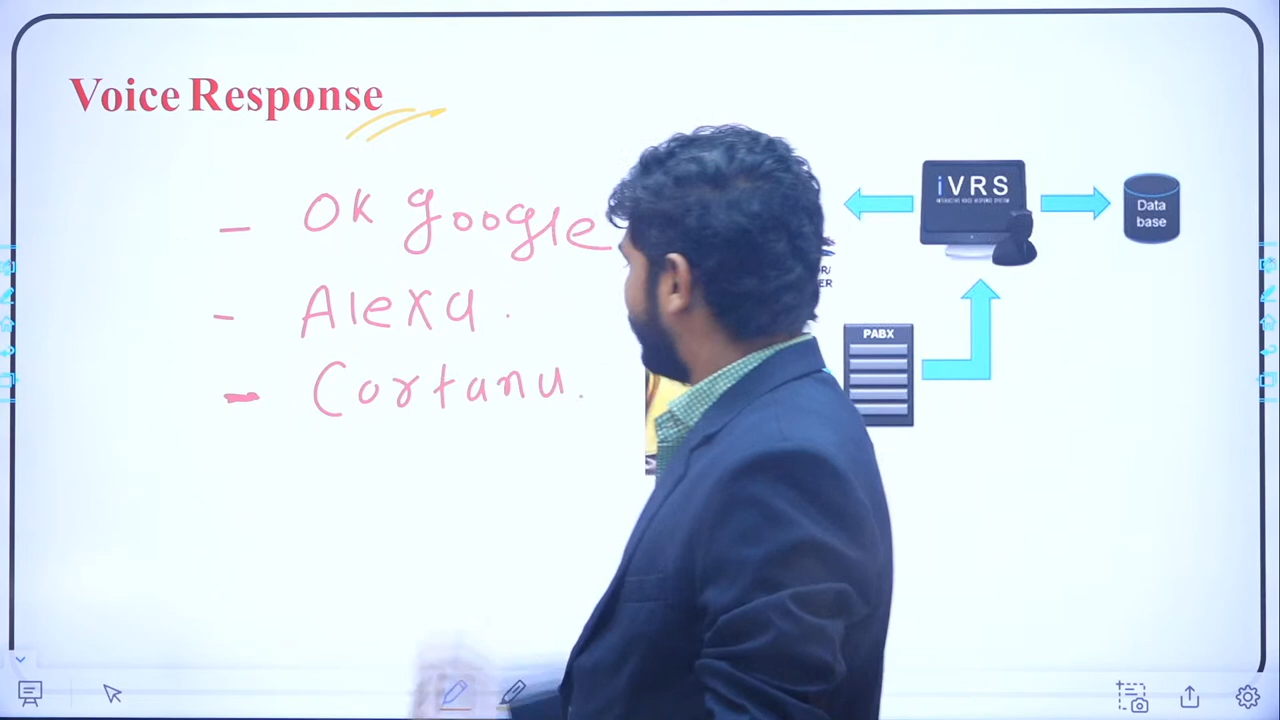 Voice Response
- OK google
- Alexa.
- Cortana.
iVRS
INTERACTIVE VOICE RESPONSE SYSTEM
Data
base
PABX